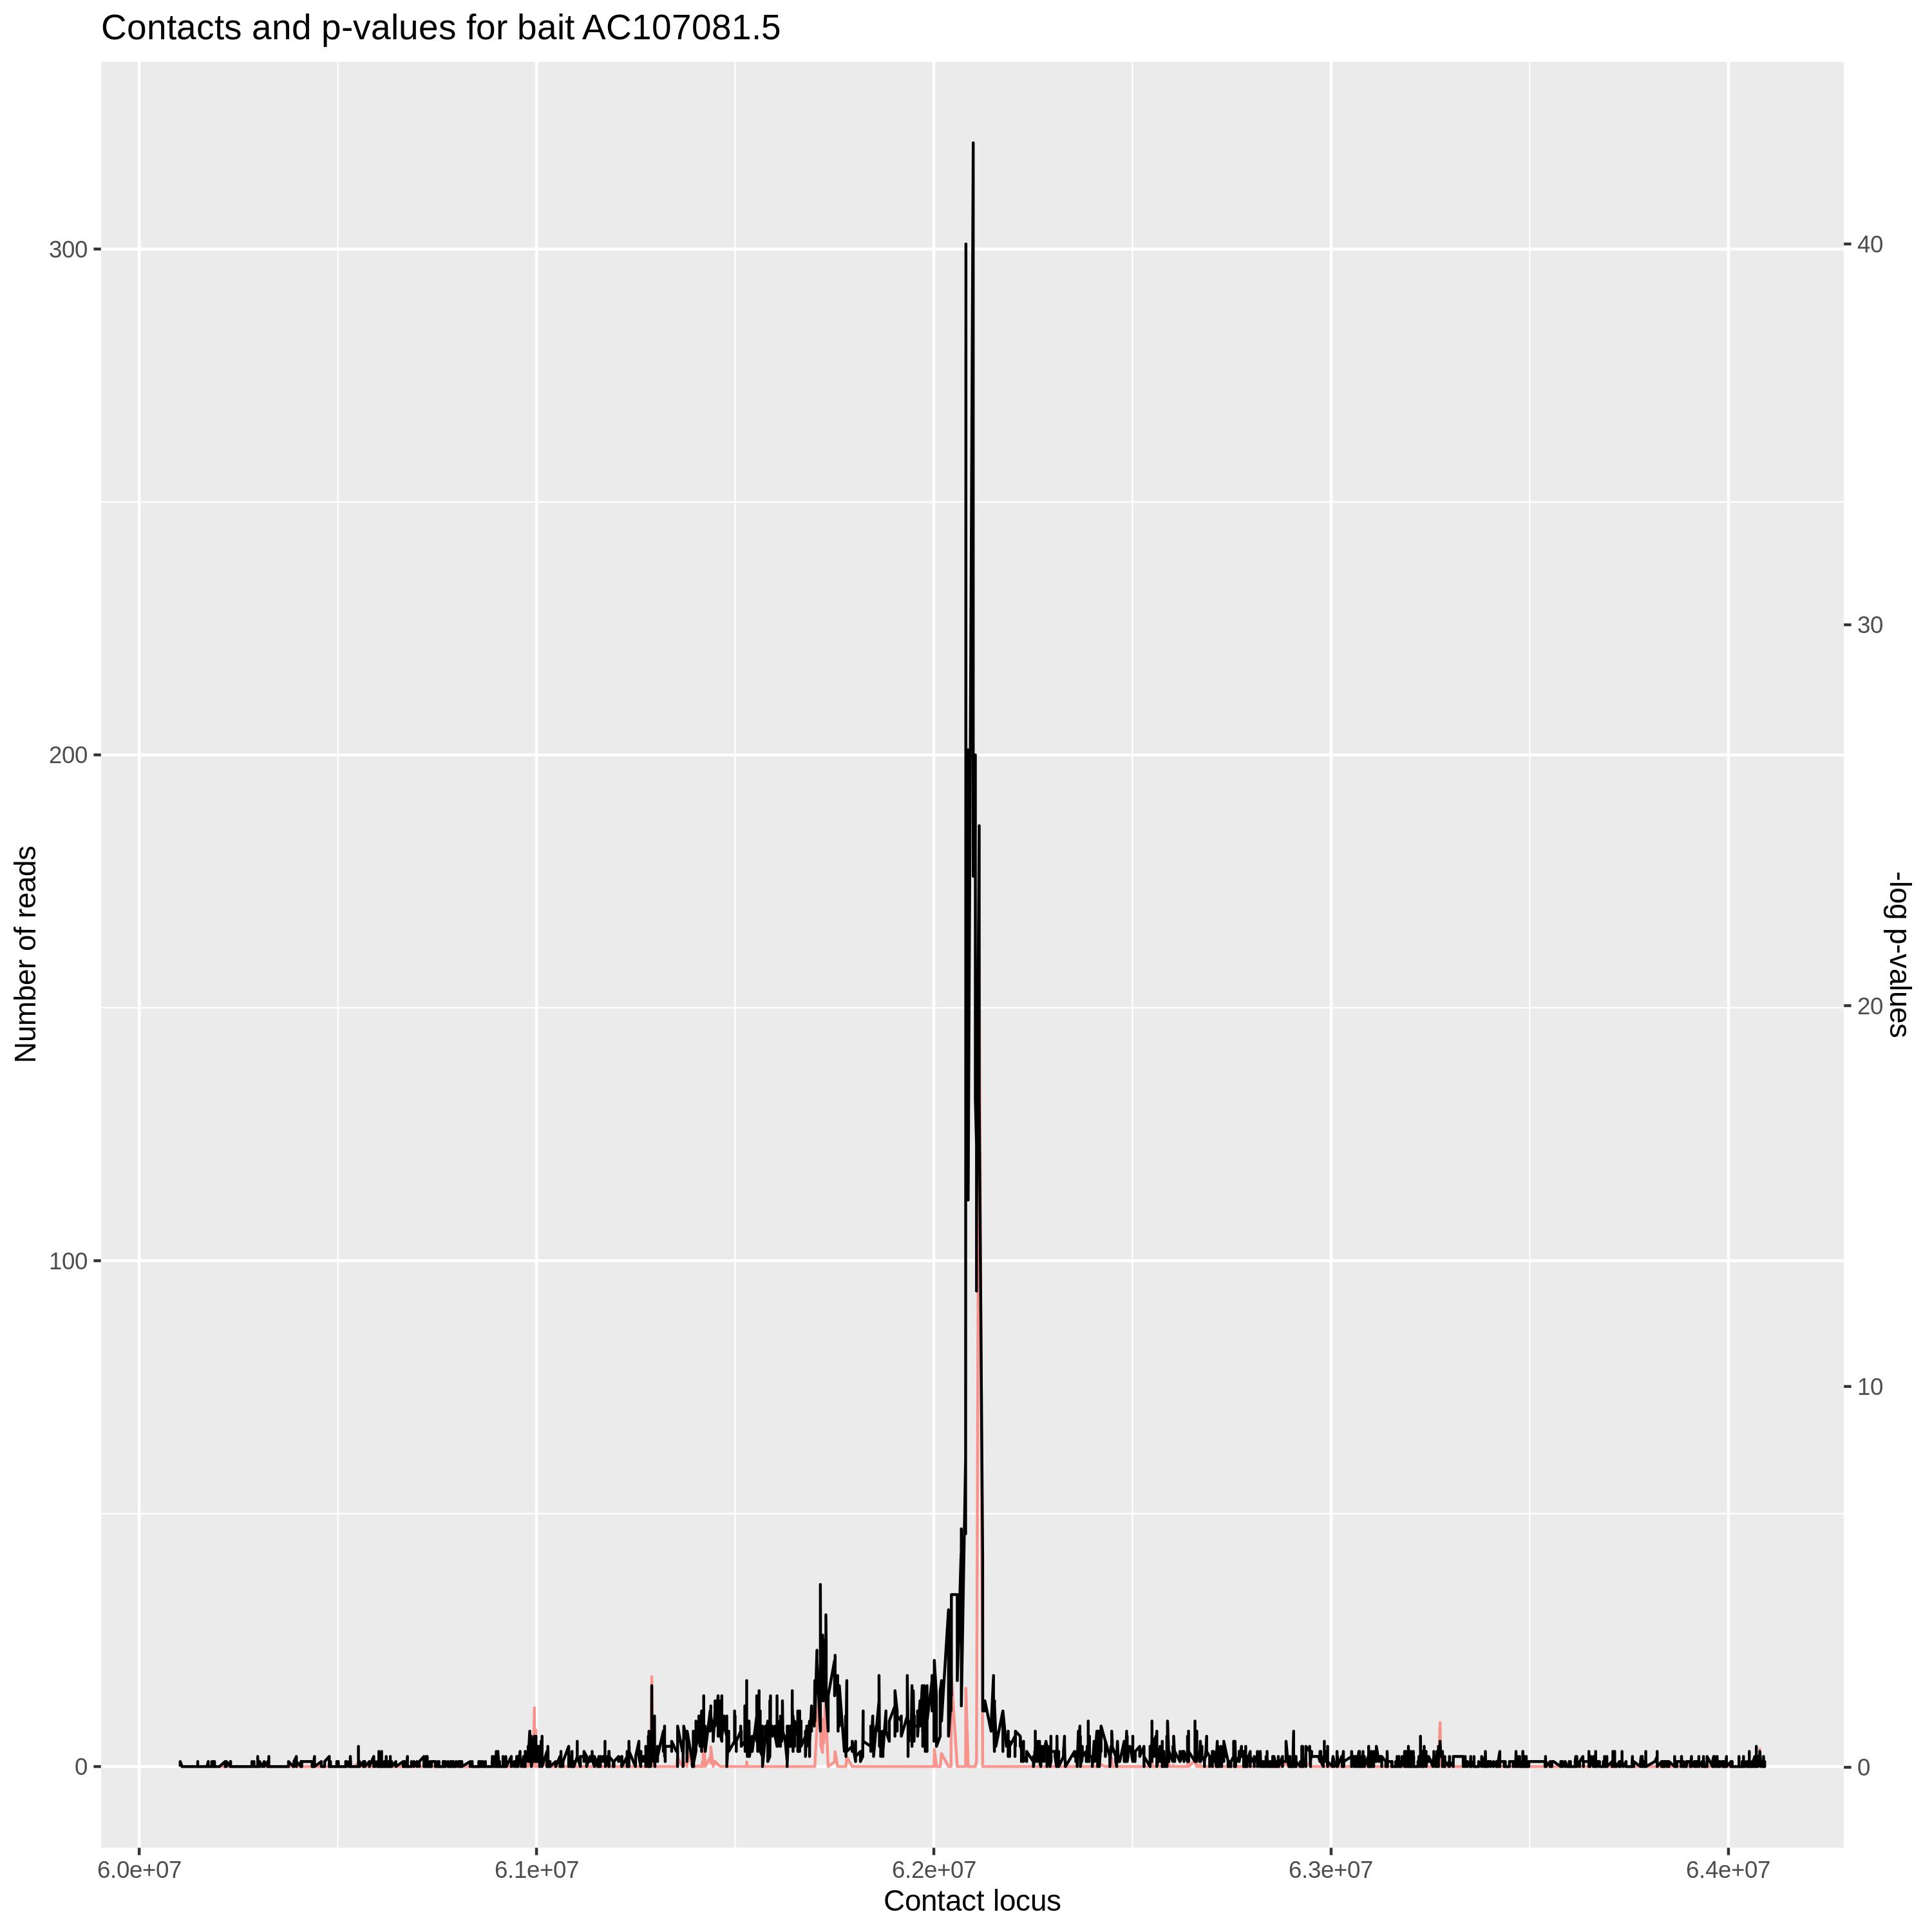 Contacts and p-values for bait AC107081.5
300
200
100
0
Number of reads
40
30
20
10
0
-log p-values
6.0e+07
6.1e+07
6.2e+07
6.3e+07
6.4e+07
Contact locus